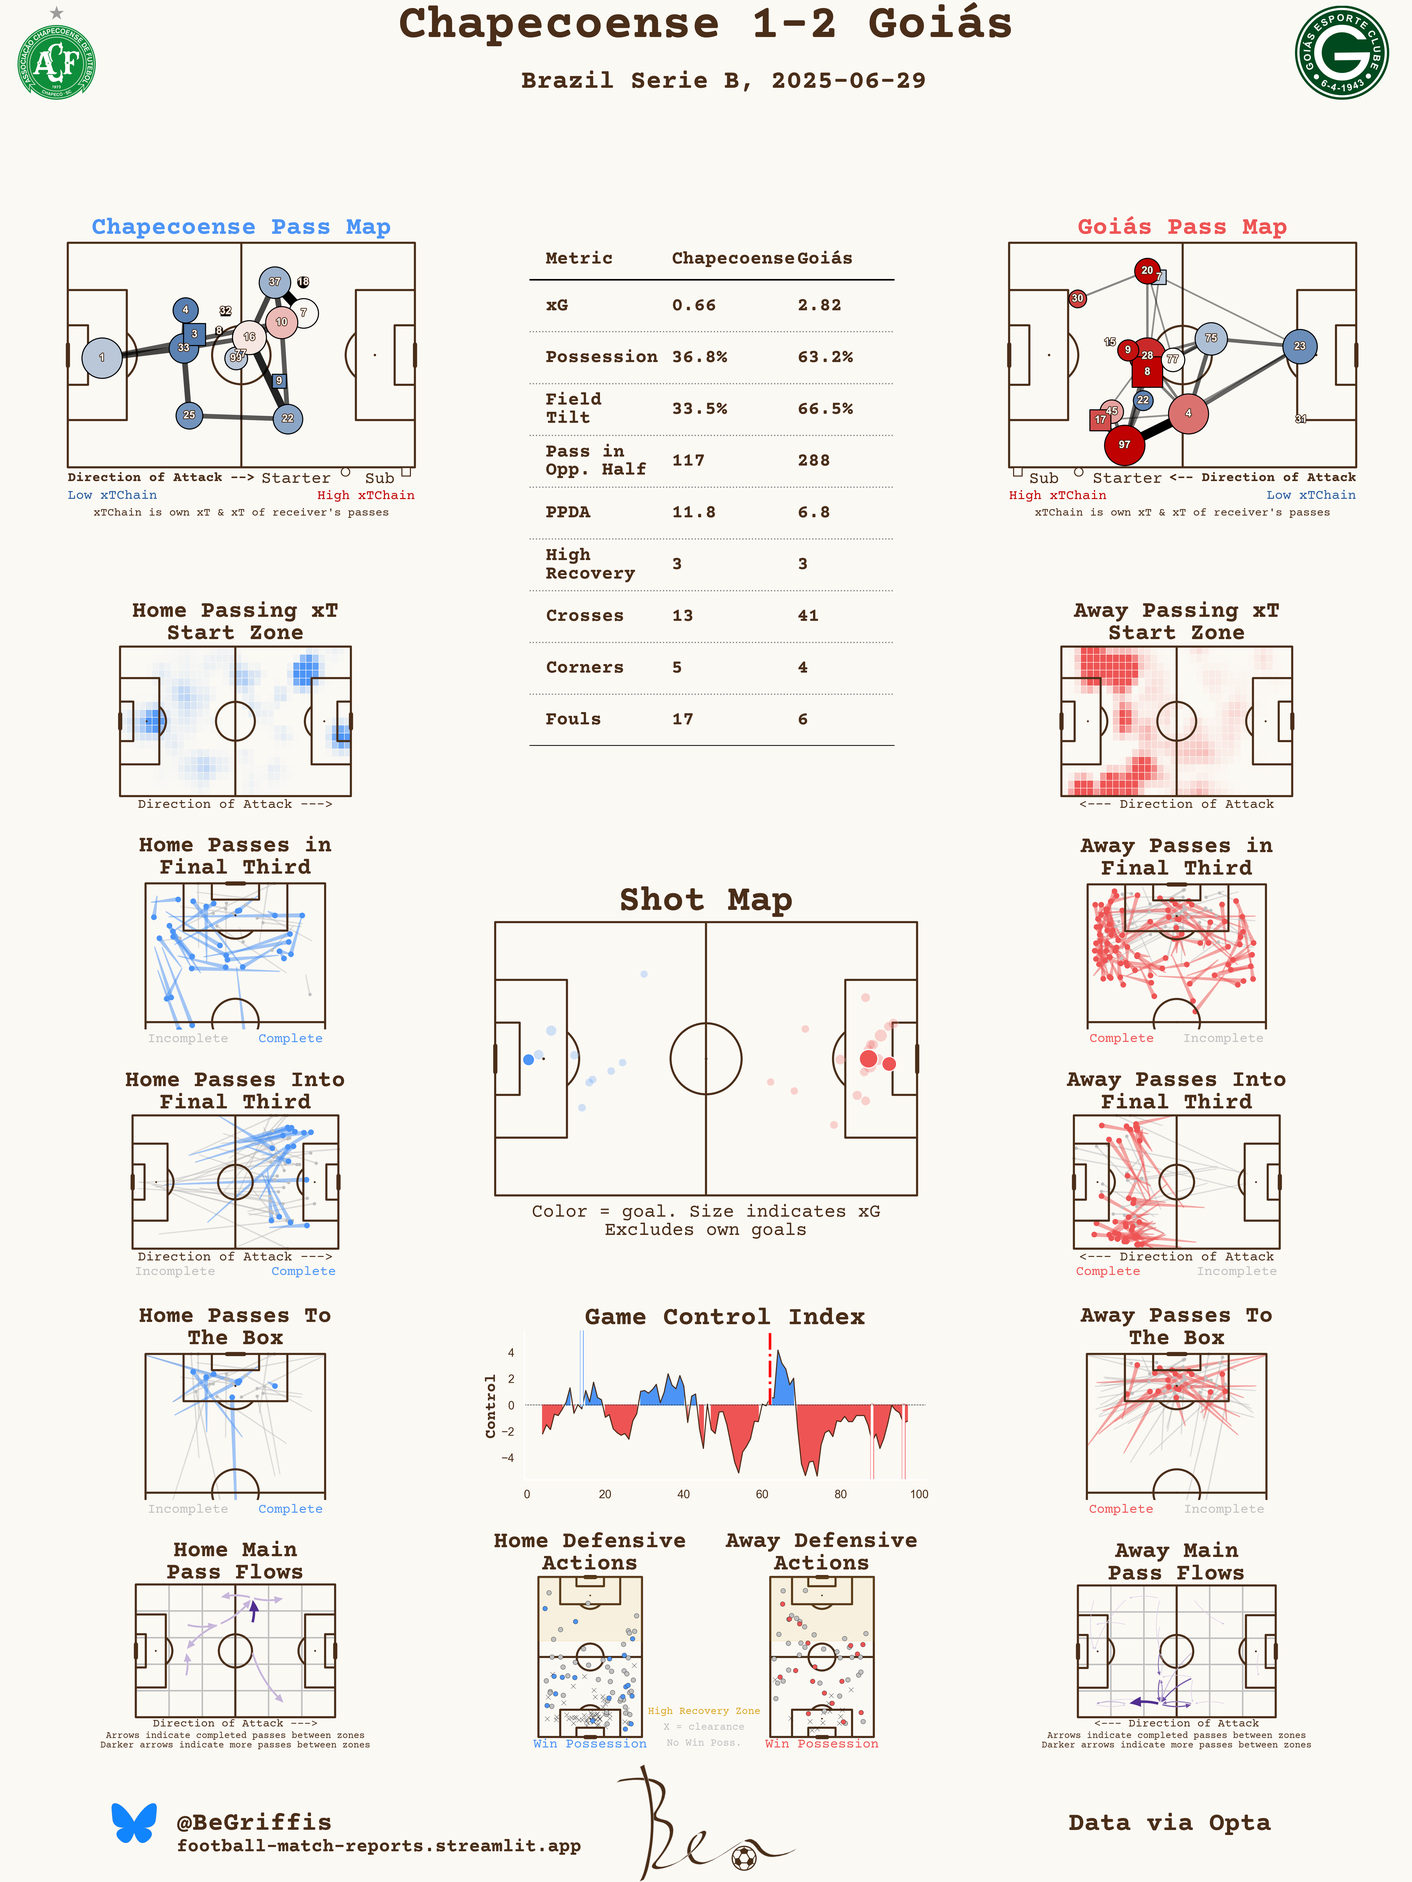 Chapecoense 1-2 Goiás
Brazil Serie B, 2025-06-29
ASSOCIAÇÃO CHAPECOENSE DE FUTEBOL
ACF
1973
CHAPECÓ - SC
GOIÁS ESPORTE CLUBE
G
6-4-1943
Chapecoense Pass Map
1
4
3
33
25
32
8
16
77
99
37
18
7
10
9
22
Direction of Attack --> Starter Sub
Low xTChain High xTChain
xTChain is own xT & xT of receiver's passes
Metric Chapecoense Goiás
xG 0.66 2.82
Possession 36.8% 63.2%
Field
Tilt 33.5% 66.5%
Pass in
Opp. Half 117 288
PPDA 11.8 6.8
High
Recovery 3 3
Crosses 13 41
Corners 5 4
Fouls 17 6
Goiás Pass Map
20
7
30
15
9
28
77
8
75
23
22
45
17
4
31
97
Sub Starter <-- Direction of Attack
High xTChain Low xTChain
xTChain is own xT & xT of receiver's passes
Home Passing xT
Start Zone
Direction of Attack --->
Away Passing xT
Start Zone
<--- Direction of Attack
Home Passes in
Final Third
Incomplete Complete
Away Passes in
Final Third
Complete Incomplete
Shot Map
Color = goal. Size indicates xG
Excludes own goals
Home Passes Into
Final Third
Direction of Attack --->
Incomplete Complete
Away Passes Into
Final Third
<--- Direction of Attack
Complete Incomplete
Home Passes To
The Box
Incomplete Complete
Game Control Index
Control
4
2
0
−2
−4
0 20 40 60 80 100
Away Passes To
The Box
Complete Incomplete
Home Main
Pass Flows
Direction of Attack --->
Arrows indicate completed passes between zones
Darker arrows indicate more passes between zones
Home Defensive
Actions
Win Possession
High Recovery Zone
X = clearance
No Win Poss.
Away Defensive
Actions
Win Possession
Away Main
Pass Flows
<--- Direction of Attack
Arrows indicate completed passes between zones
Darker arrows indicate more passes between zones
@BeGriffis
football-match-reports.streamlit.app
Ben
Data via Opta